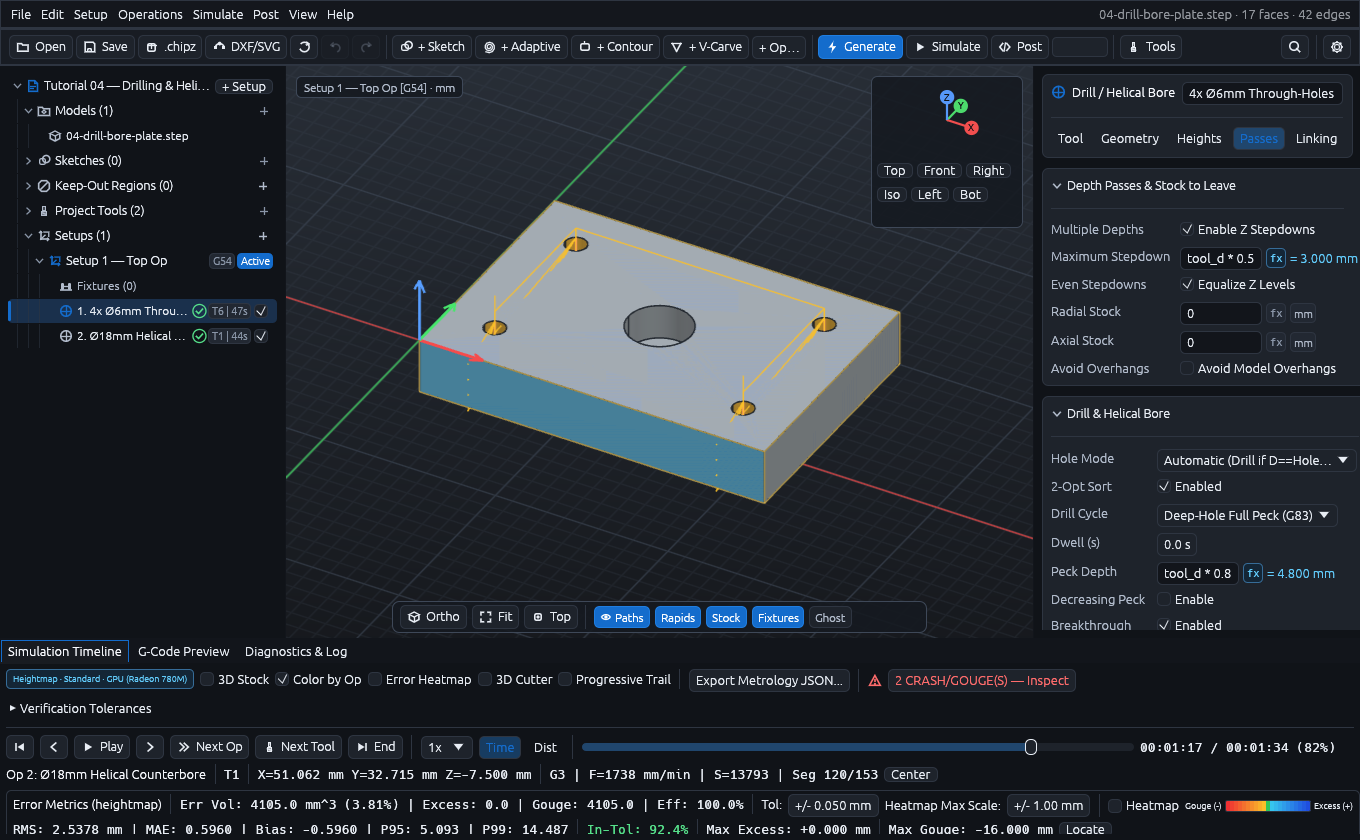 File Edit Setup Operations Simulate Post View Help
04-drill-bore-plate.step · 17 faces · 42 edges
Open Save .chipz DXF/SVG + Sketch + Adaptive + Contour + V-Carve + Op... Generate Simulate Post Tools
Tutorial 04 — Drilling & Heli... + Setup
Models (1) +
04-drill-bore-plate.step
Sketches (0) +
Keep-Out Regions (0) +
Project Tools (2) +
Setups (1) +
Setup 1 — Top Op G54 Active
Fixtures (0)
1. 4x Ø6mm Throu... T6 | 47s
2. Ø18mm Helical ... T1 | 44s
Setup 1 — Top Op [G54] · mm
Z
Y
X
Top Front Right
Iso Left Bot
Ortho Fit Top Paths Rapids Stock Fixtures Ghost
Drill / Helical Bore 4x Ø6mm Through-Holes
Tool Geometry Heights Passes Linking
Depth Passes & Stock to Leave
Multiple Depths Enable Z Stepdowns
Maximum Stepdown tool_d * 0.5 fx = 3.000 mm
Even Stepdowns Equalize Z Levels
Radial Stock 0 fx mm
Axial Stock 0 fx mm
Avoid Overhangs Avoid Model Overhangs
Drill & Helical Bore
Hole Mode Automatic (Drill if D==Hole...
2-Opt Sort Enabled
Drill Cycle Deep-Hole Full Peck (G83)
Dwell (s) 0.0 s
Peck Depth tool_d * 0.8 fx = 4.800 mm
Decreasing Peck Enable
Breakthrough Enabled
Simulation Timeline G-Code Preview Diagnostics & Log
Heightmap · Standard · GPU (Radeon 780M) 3D Stock Color by Op Error Heatmap 3D Cutter Progressive Trail Export Metrology JSON... 2 CRASH/GOUGE(S) — Inspect
Verification Tolerances
Play Next Op Next Tool End 1x Time Dist 00:01:17 / 00:01:34 (82%)
Op 2: Ø18mm Helical Counterbore T1 X=51.062 mm Y=32.715 mm Z=-7.500 mm G3 | F=1738 mm/min | S=13793 | Seg 120/153 Center
Error Metrics (heightmap) Err Vol: 4105.0 mm^3 (3.81%) | Excess: 0.0 | Gouge: 4105.0 | Eff: 100.0% Tol: +/- 0.050 mm Heatmap Max Scale: +/- 1.00 mm Heatmap Gouge (-) Excess (+)
RMS: 2.5378 mm | MAE: 0.5960 | Bias: -0.5960 | P95: 5.093 | P99: 14.487 In-Tol: 92.4% Max Excess: +0.000 mm Max Gouge: -16.000 mm Locate